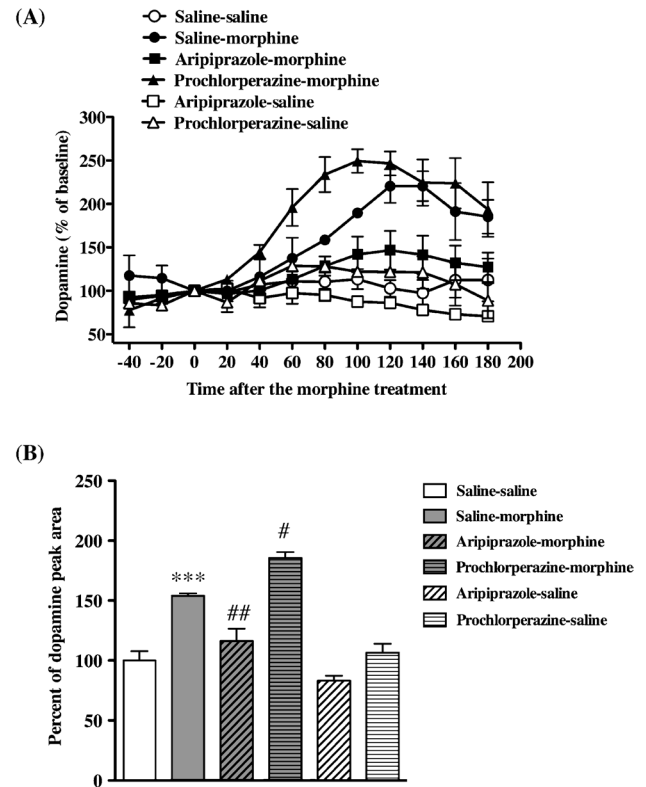 (A)
Saline-saline
Saline-morphine
Aripiprazole-morphine
Prochlorperazine-morphine
Aripiprazole-saline
Prochlorperazine-saline
300
250
200
150
100
50
Dopamine (% of baseline)
-40 -20 0 20 40 60 80 100 120 140 160 180 200
Time after the morphine treatment
(B)
250
200
150
100
50
0
Percent of dopamine peak area
***
##
#
Saline-saline
Saline-morphine
Aripiprazole-morphine
Prochlorperazine-morphine
Aripiprazole-saline
Prochlorperazine-saline